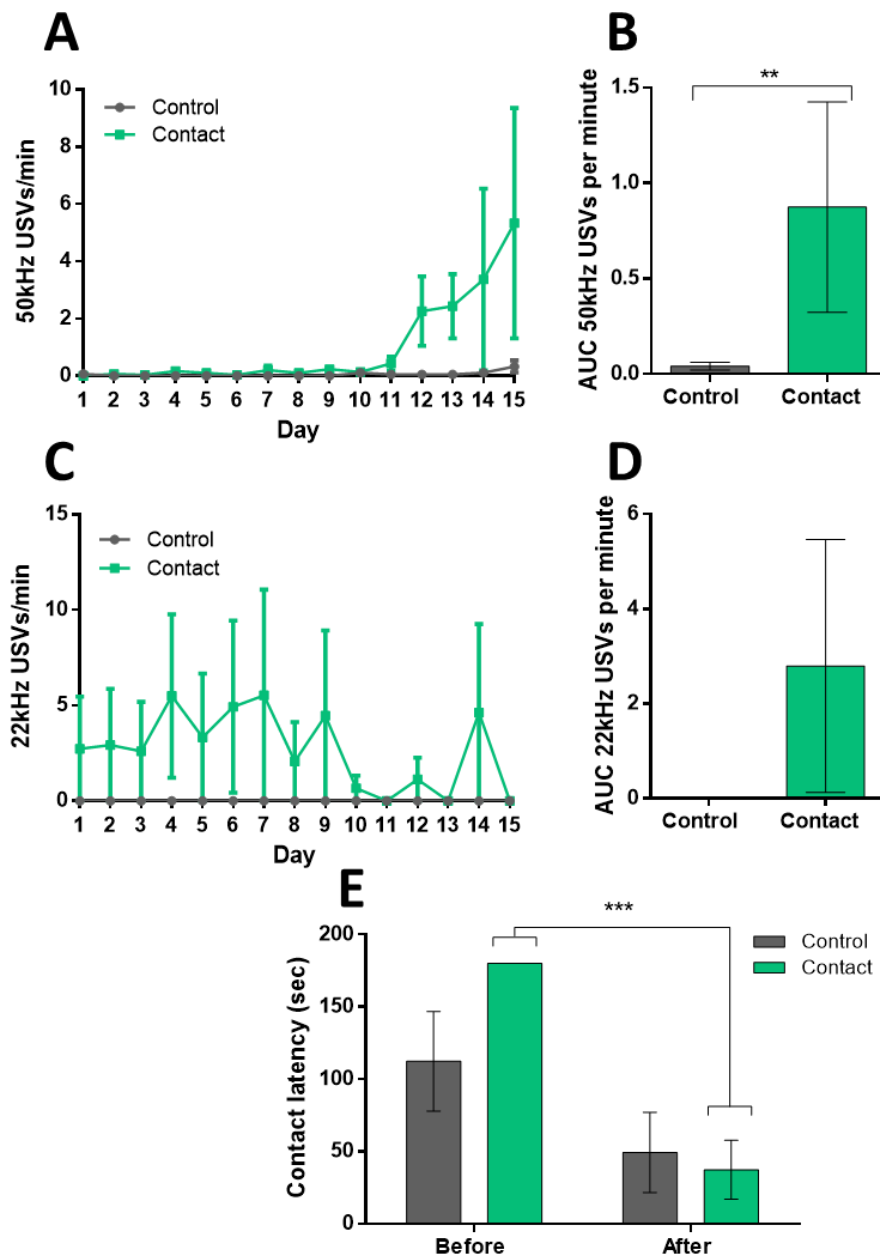 A
50kHz USVs/min
10
8
6
4
2
0
Control
Contact
1 2 3 4 5 6 7 8 9 10 11 12 13 14 15
Day
B
AUC 50kHz USVs per minute
1.5
1.0
0.5
0.0
**
Control Contact
C
22kHz USVs/min
15
10
5
0
Control
Contact
1 2 3 4 5 6 7 8 9 10 11 12 13 14 15
Day
D
AUC 22kHz USVs per minute
6
4
2
0
Control Contact
E
Contact latency (sec)
200
150
100
50
0
***
Control
Contact
Before After